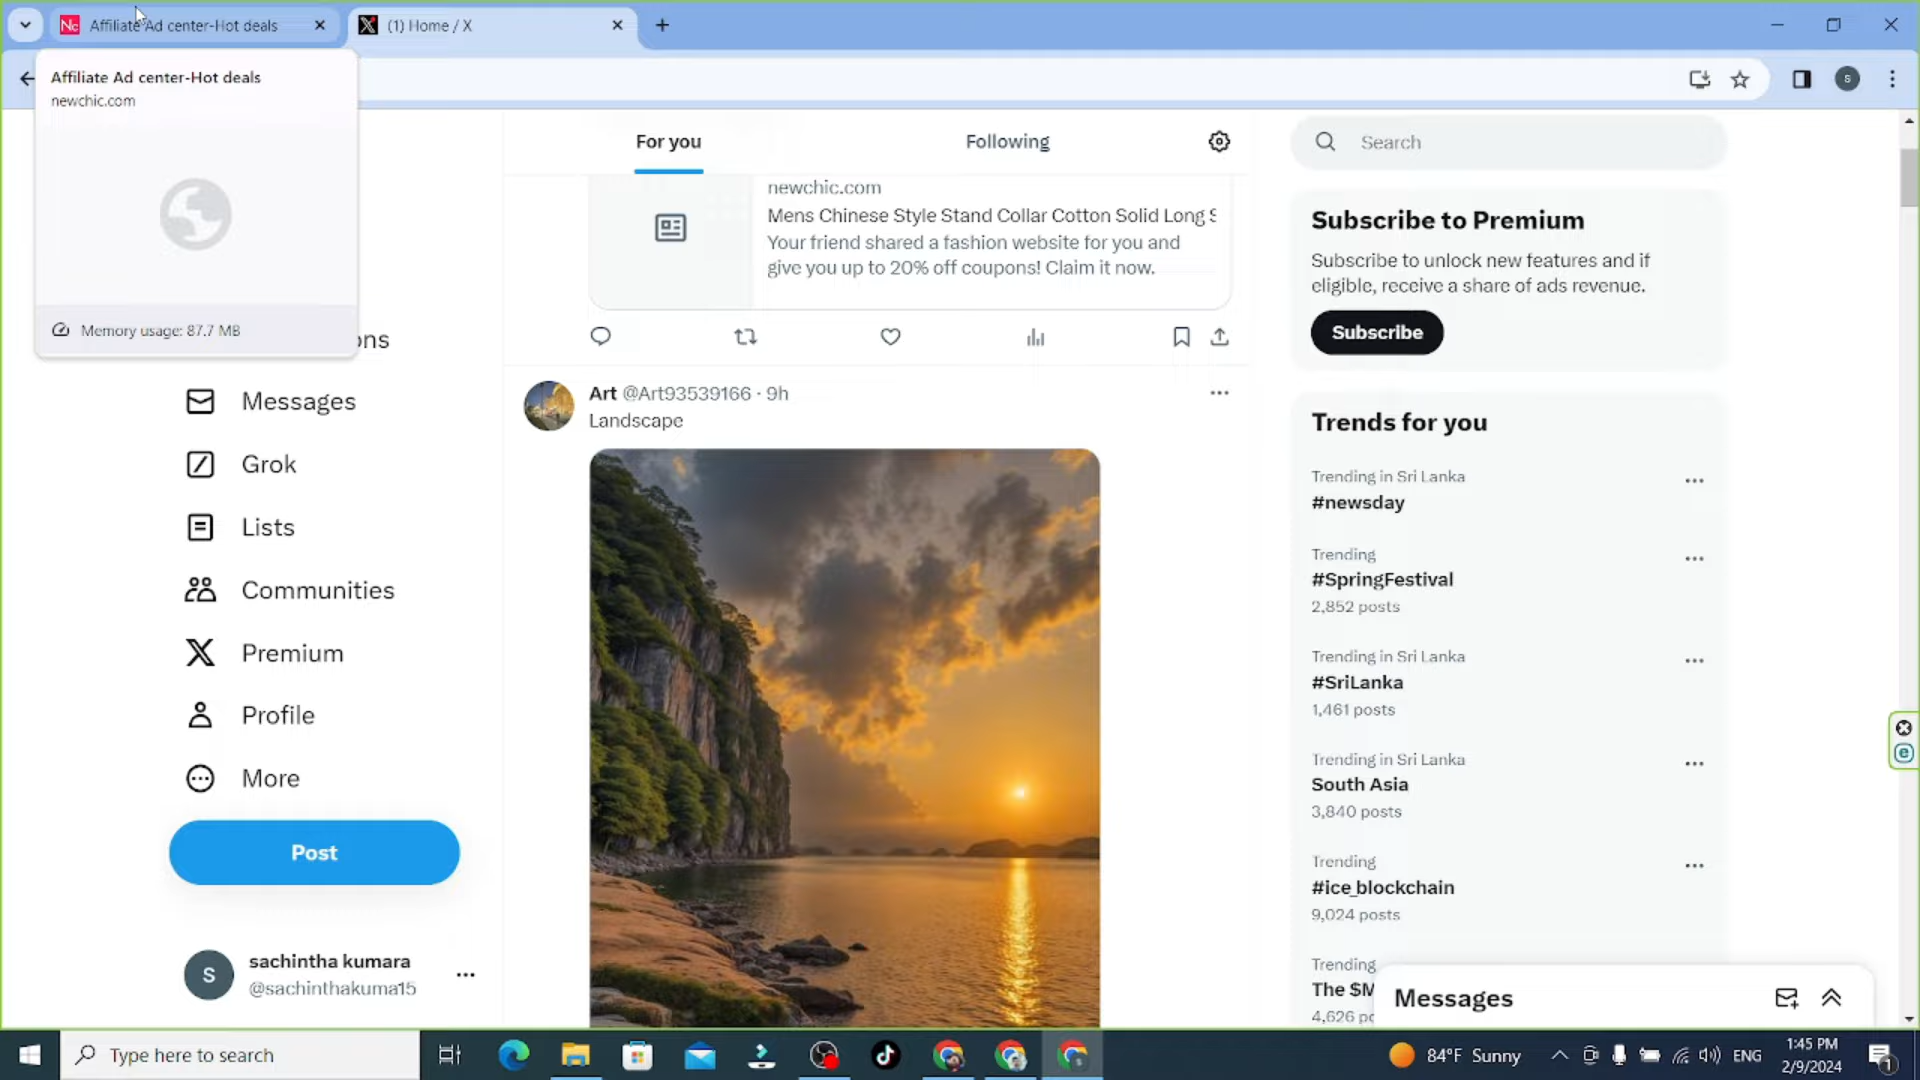 Nc Affiliate Ad center-Hot deals
(1) Home / X
Affiliate Ad center-Hot deals
newchic.com
Memory usage: 87.7 MB
S
For you
Following
Search
newchic.com
Mens Chinese Style Stand Collar Cotton Solid Long S
Your friend shared a fashion website for you and
give you up to 20% off coupons! Claim it now.
Subscribe to Premium
Subscribe to unlock new features and if
eligible, receive a share of ads revenue.
Subscribe
ons
Messages
Grok
Lists
Communities
Premium
Profile
More
Post
S
sachintha kumara
@sachinthakuma15
Art @Art93539166 · 9h
Landscape
Trends for you
Trending in Sri Lanka
#newsday
Trending
#SpringFestival
2,852 posts
Trending in Sri Lanka
#SriLanka
1,461 posts
Trending in Sri Lanka
South Asia
3,840 posts
Trending
#ice_blockchain
9,024 posts
Trending
The $M
4,626 po
Messages
Type here to search
84°F Sunny
ENG
1:45 PM
2/9/2024
1